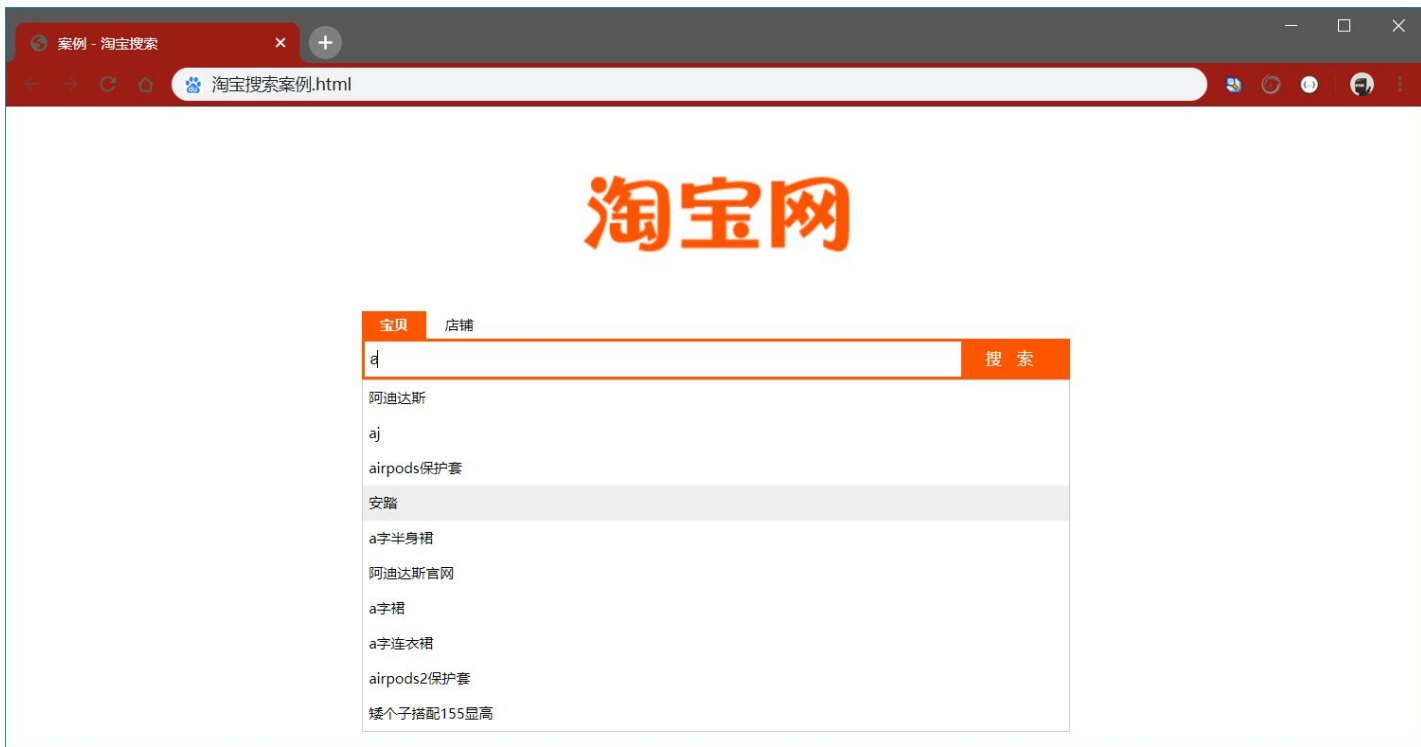 案例 - 淘宝搜索
淘宝搜索案例.html
淘宝网
宝贝 店铺
a 搜 索
阿迪达斯
aj
airpods保护套
安踏
a字半身裙
阿迪达斯官网
a字裙
a字连衣裙
airpods2保护套
矮个子搭配155显高